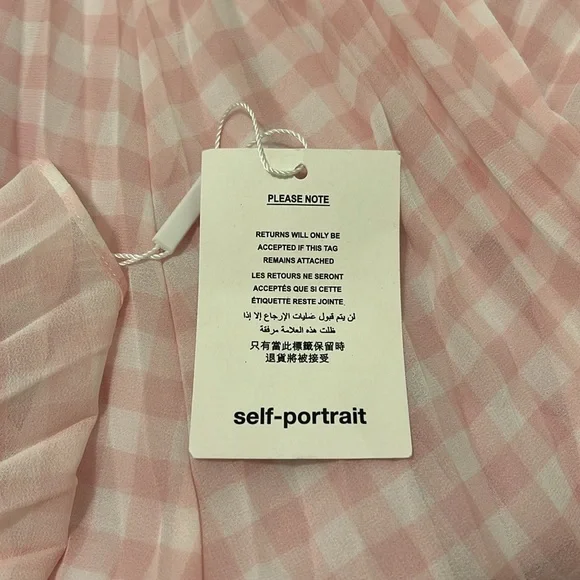 PLEASE NOTE
RETURNS WILL ONLY BE
ACCEPTED IF THIS TAG
REMAINS ATTACHED
LES RETOURS NE SERONT
ACCEPTÉS QUE SI CETTE
ÉTIQUETTE RESTE JOINTE.
لن يتم قبول عمليات الإرجاع إلا إذا
ظلت هذه العلامة مرفقة
只有當此標籤保留時
退貨將被接受
self-portrait